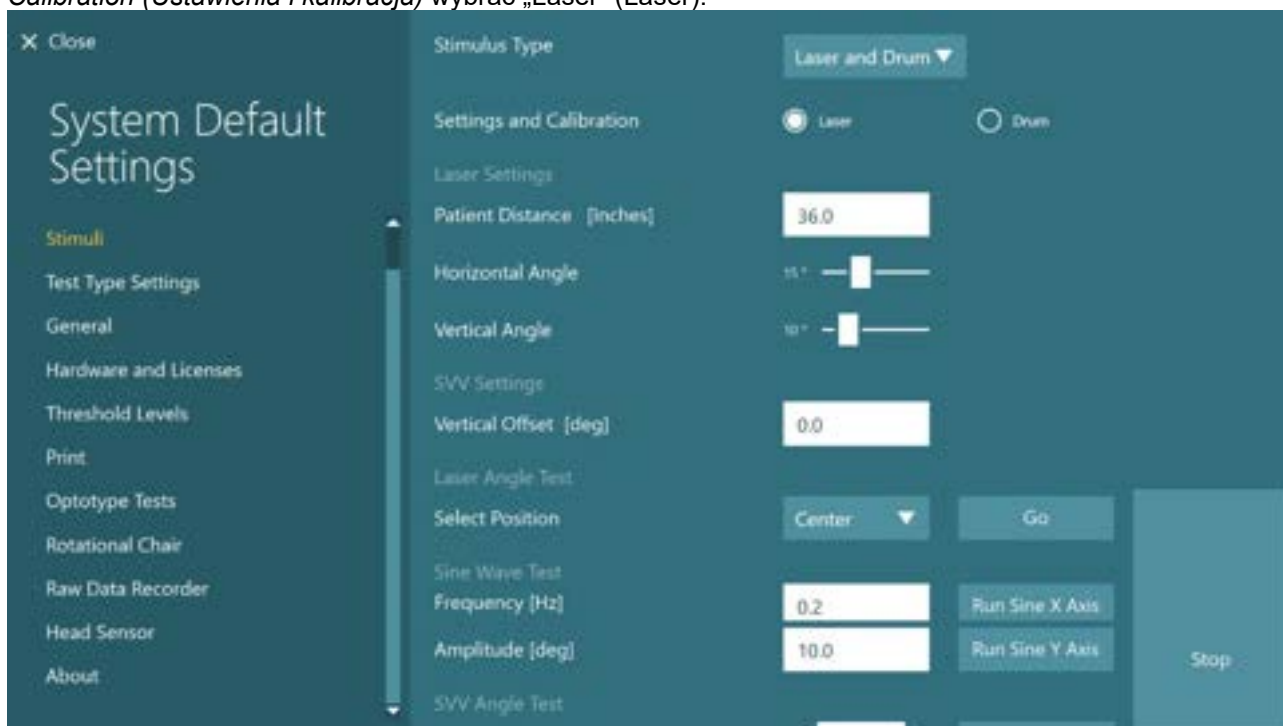 Calibration (Ustawienia i kalibracja) wybrać „Laser” (Laser).
Close
System Default
Settings
Stimuli
Test Type Settings
General
Hardware and Licenses
Threshold Levels
Print
Optotype Tests
Rotational Chair
Raw Data Recorder
Head Sensor
About
Stimulus Type
Laser and Drum
Settings and Calibration
Laser
Drum
Laser Settings
Patient Distance [inches]
36.0
Horizontal Angle
15 °
Vertical Angle
10 °
SVV Settings
Vertical Offset [deg]
0.0
Laser Angle Test
Select Position
Center
Go
Sine Wave Test
Frequency [Hz]
0.2
Run Sine X Axis
Amplitude [deg]
10.0
Run Sine Y Axis
Stop
SVV Angle Test